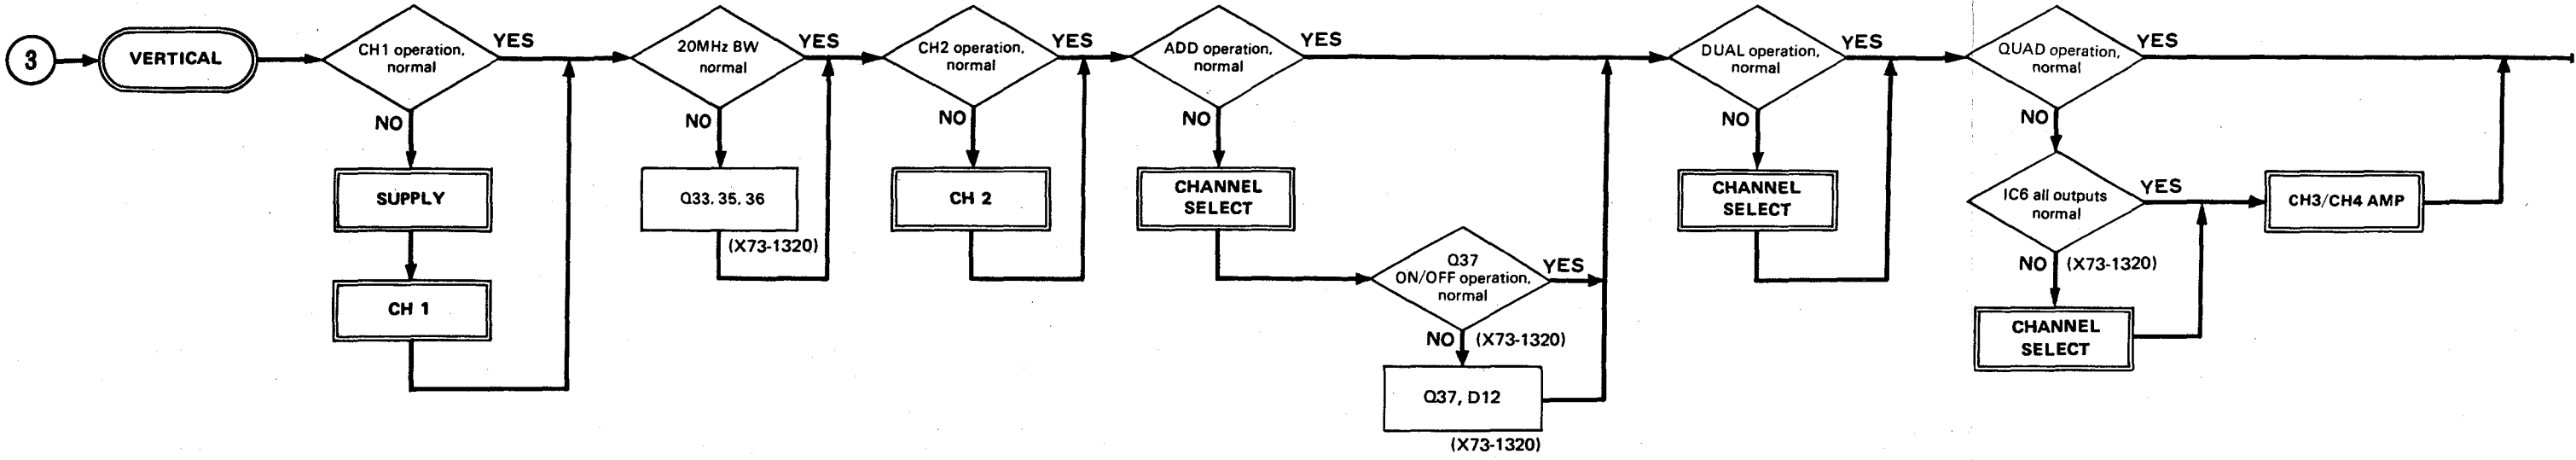 3
VERTICAL
CH1 operation,
normal
YES
NO
SUPPLY
CH 1
20MHz BW
normal
YES
NO
Q33, 35, 36
(X73-1320)
CH2 operation,
normal
YES
NO
CH 2
ADD operation,
normal
YES
NO
CHANNEL
SELECT
Q37
ON/OFF operation,
normal
YES
NO
(X73-1320)
Q37, D12
(X73-1320)
DUAL operation,
normal
YES
NO
CHANNEL
SELECT
QUAD operation,
normal
YES
NO
IC6 all outputs
normal
YES
NO
(X73-1320)
CHANNEL
SELECT
CH3/CH4 AMP